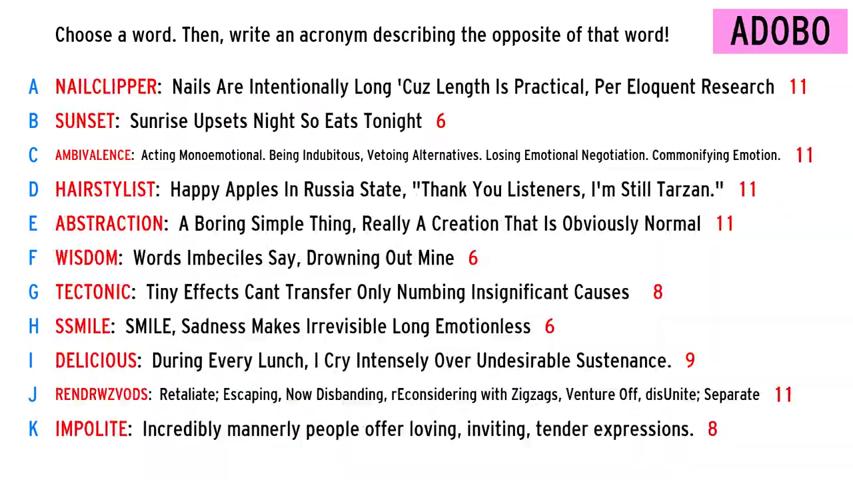 Choose a word. Then, write an acronym describing the opposite of that word!
ADOBO
A NAILCLIPPER: Nails Are Intentionally Long 'Cuz Length Is Practical, Per Eloquent Research 11
B SUNSET: Sunrise Upsets Night So Eats Tonight 6
C AMBIVALENCE: Acting Monoemotional. Being Indubitous, Vetoing Alternatives. Losing Emotional Negotiation. Commonifying Emotion. 11
D HAIRSTYLIST: Happy Apples In Russia State, "Thank You Listeners, I'm Still Tarzan." 11
E ABSTRACTION: A Boring Simple Thing, Really A Creation That Is Obviously Normal 11
F WISDOM: Words Imbeciles Say, Drowning Out Mine 6
G TECTONIC: Tiny Effects Cant Transfer Only Numbing Insignificant Causes 8
H SSMILE: SMILE, Sadness Makes Irrevisible Long Emotionless 6
I DELICIOUS: During Every Lunch, I Cry Intensely Over Undesirable Sustenance. 9
J RENDRWZVODS: Retaliate; Escaping, Now Disbanding, rEconsidering with Zigzags, Venture Off, disUnite; Separate 11
K IMPOLITE: Incredibly mannerly people offer loving, inviting, tender expressions. 8